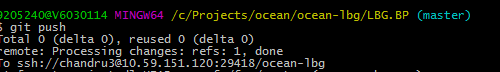 9205240@V6030114 MINGW64 /c/Projects/ocean/ocean-lbg/LBG.BP (master)
$ git push
Total 0 (delta 0), reused 0 (delta 0)
remote: Processing changes: refs: 1, done
To ssh://chandru3@10.59.151.120:29418/ocean-lbg